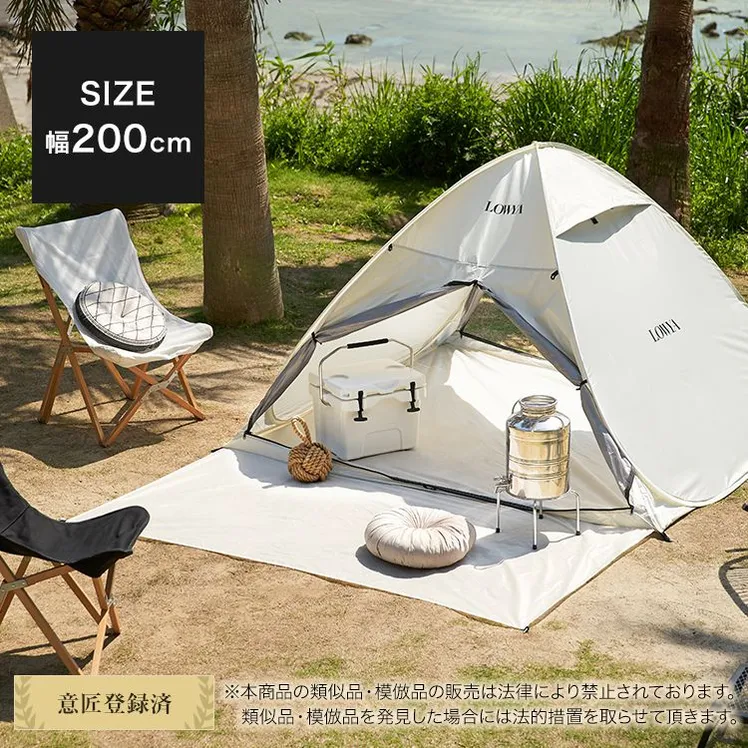 SIZE
幅200cm
LOWYA
LOWYA
意匠登録済
※本商品の類似品・模倣品の販売は法律により禁止されております。
類似品・模倣品を発見した場合には法的措置を取らせて頂きます。